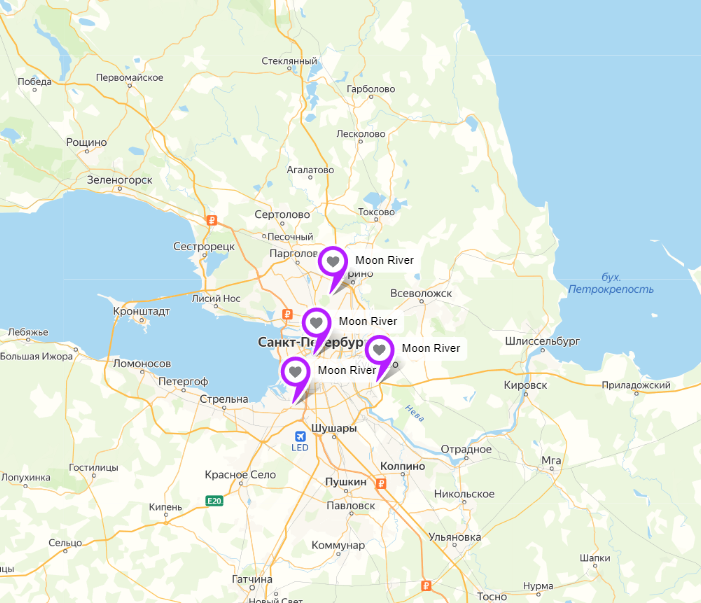 Стеклянный
Первомайское
Победа
Гарболово
Лесколово
Рощино
Агалатово
Зеленогорск
Сертолово
Токсово
₽
Песочный
Сестрорецк
Парголово
Moon River
рино
бух.
Петрокрепость
Всеволожск
Лисий Нос
Кронштадт
₽
Moon River
Лебяжье
Санкт-Петербург
Шлиссельбург
Moon River
Большая Ижора
Ломоносов
Moon River
Петергоф
Кировск
Приладожский
Стрельна
Нева
Шушары
LED
Отрадное
Мга
Гостилицы
Колпино
Лопухинка
Красное Село
Пушкин
₽
Никольское
E20
Кипень
Павловск
Ульяновка
Сельцо
Коммунар
Шапки
ицы
Гатчина
₽
Нурма
Тосно
Новый Свет